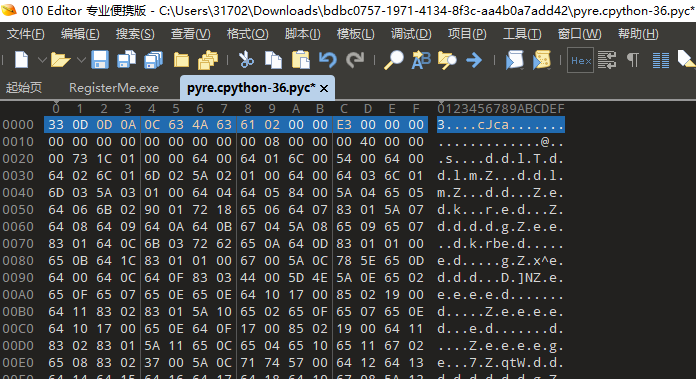 010 Editor 专业便携版 - C:\Users\31702\Downloads\bdbc0757-1971-4134-8f3c-aa4b0a7add42\pyre.cpython-36.pyc*
文件(F) 编辑(E) 搜索(S) 查看(V) 格式(O) 脚本(I) 模板(L) 调试(D) 项目(P) 工具(T) 窗口(W) 帮助(H)
Hex
起始页 RegisterMe.exe pyre.cpython-36.pyc* ×
0 1 2 3 4 5 6 7 8 9 A B C D E F 0123456789ABCDEF
0000 33 0D 0D 0A 0C 63 4A 63 61 02 00 00 E3 00 00 00 3....cJca.......
0010 00 00 00 00 00 00 00 00 00 08 00 00 00 40 00 00 .............@..
0020 00 73 1C 01 00 00 64 00 64 01 6C 00 54 00 64 00 .s....d.d.l.T.d.
0030 64 02 6C 01 6D 02 5A 02 01 00 64 00 64 03 6C 01 d.l.m.Z...d.d.l.
0040 6D 03 5A 03 01 00 64 04 64 05 84 00 5A 04 65 05 m.Z...d.d...Z.e.
0050 64 06 6B 02 90 01 72 18 65 06 64 07 83 01 5A 07 d.k...r.e.d...Z.
0060 64 08 64 09 64 0A 64 0B 67 04 5A 08 65 09 65 07 d.d.d.d.g.Z.e.e.
0070 83 01 64 0C 6B 03 72 62 65 0A 64 0D 83 01 01 00 ..d.k.rbe.d.....
0080 65 0B 64 1C 83 01 01 00 67 00 5A 0C 78 5E 65 0D e.d.....g.Z.x^e.
0090 64 00 64 0C 64 0F 83 03 44 00 5D 4E 5A 0E 65 02 d.d.d...D.]NZ.e.
00A0 65 0F 65 07 65 0E 65 0E 64 10 17 00 85 02 19 00 e.e.e.e.d.......
00B0 64 11 83 02 83 01 5A 10 65 02 65 0F 65 07 65 0E d.....Z.e.e.e.e.
00C0 64 10 17 00 65 0E 64 0F 17 00 85 02 19 00 64 11 d...e.d.......d.
00D0 83 02 83 01 5A 11 65 0C 65 04 65 10 65 11 67 02 ....Z.e.e.e.e.g.
00E0 65 08 83 02 37 00 5A 0C 71 74 57 00 64 12 64 13 e...7.Z.qtW.d.d.